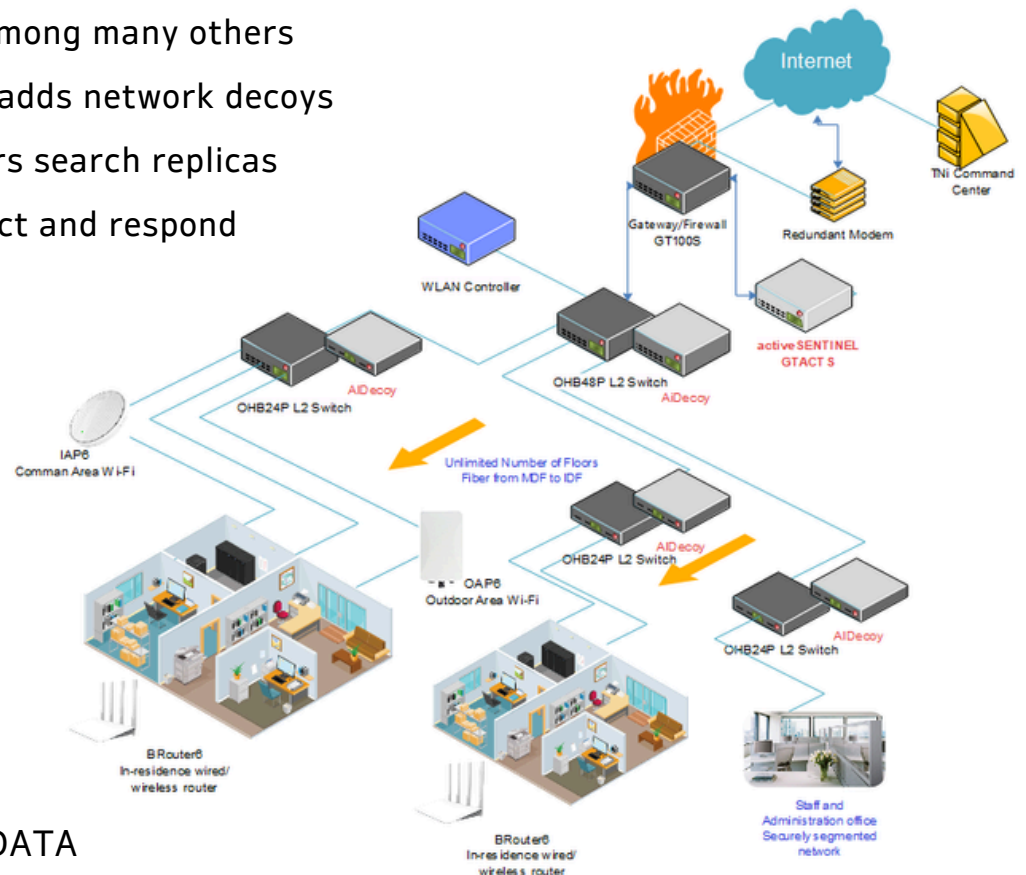 mong many others
adds network decoys
rs search replicas
ct and respond
Internet
TNi Command
Center
Gateway/Firewall
GT100S
Redundant Modem
WLAN Controller
activeSENTINEL
GTACT S
OHB48P L2 Switch
AiDecoy
AIDecoy
OHB24P L2 Switch
IAP6
Comman Area Wi-Fi
Unlimited Number of Floors
Fiber from MDF to IDF
AIDecoy
OHB24P L2 Switch
OAP6
Outdoor Area Wi-Fi
AIDecoy
OHB24P L2 Switch
BRouter6
In-residence wired/
wireless router
BRouter6
In-residence wired/
wireless router
Staff and
Administration office
Securely segmented
network
DATA